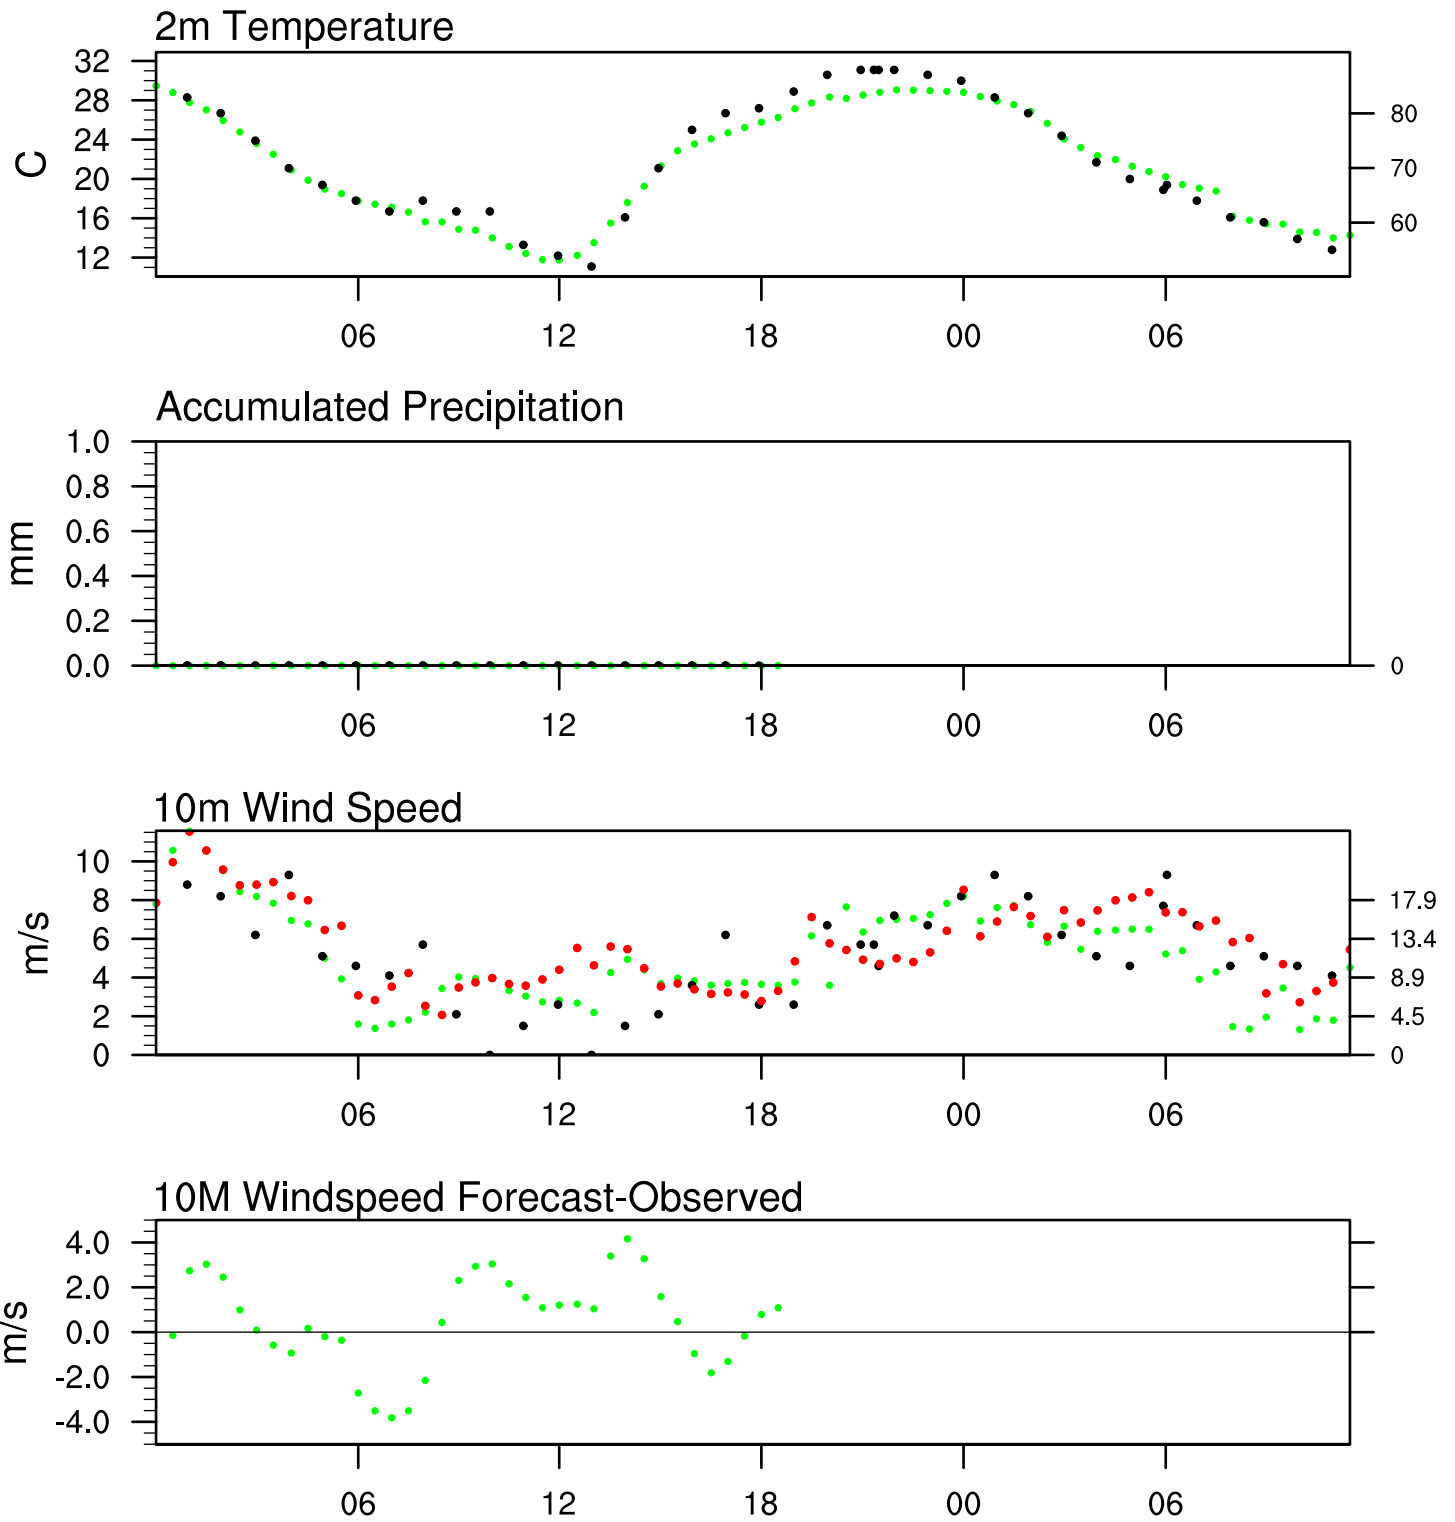 2m Temperature
32
28
24
20
16
12
C
80
70
60
06 12 18 00 06
Accumulated Precipitation
1.0
0.8
0.6
0.4
0.2
0.0
mm
0
06 12 18 00 06
10m Wind Speed
10
8
6
4
2
0
m/s
17.9
13.4
8.9
4.5
0
06 12 18 00 06
10M Windspeed Forecast-Observed
4.0
2.0
0.0
-2.0
-4.0
m/s
06 12 18 00 06